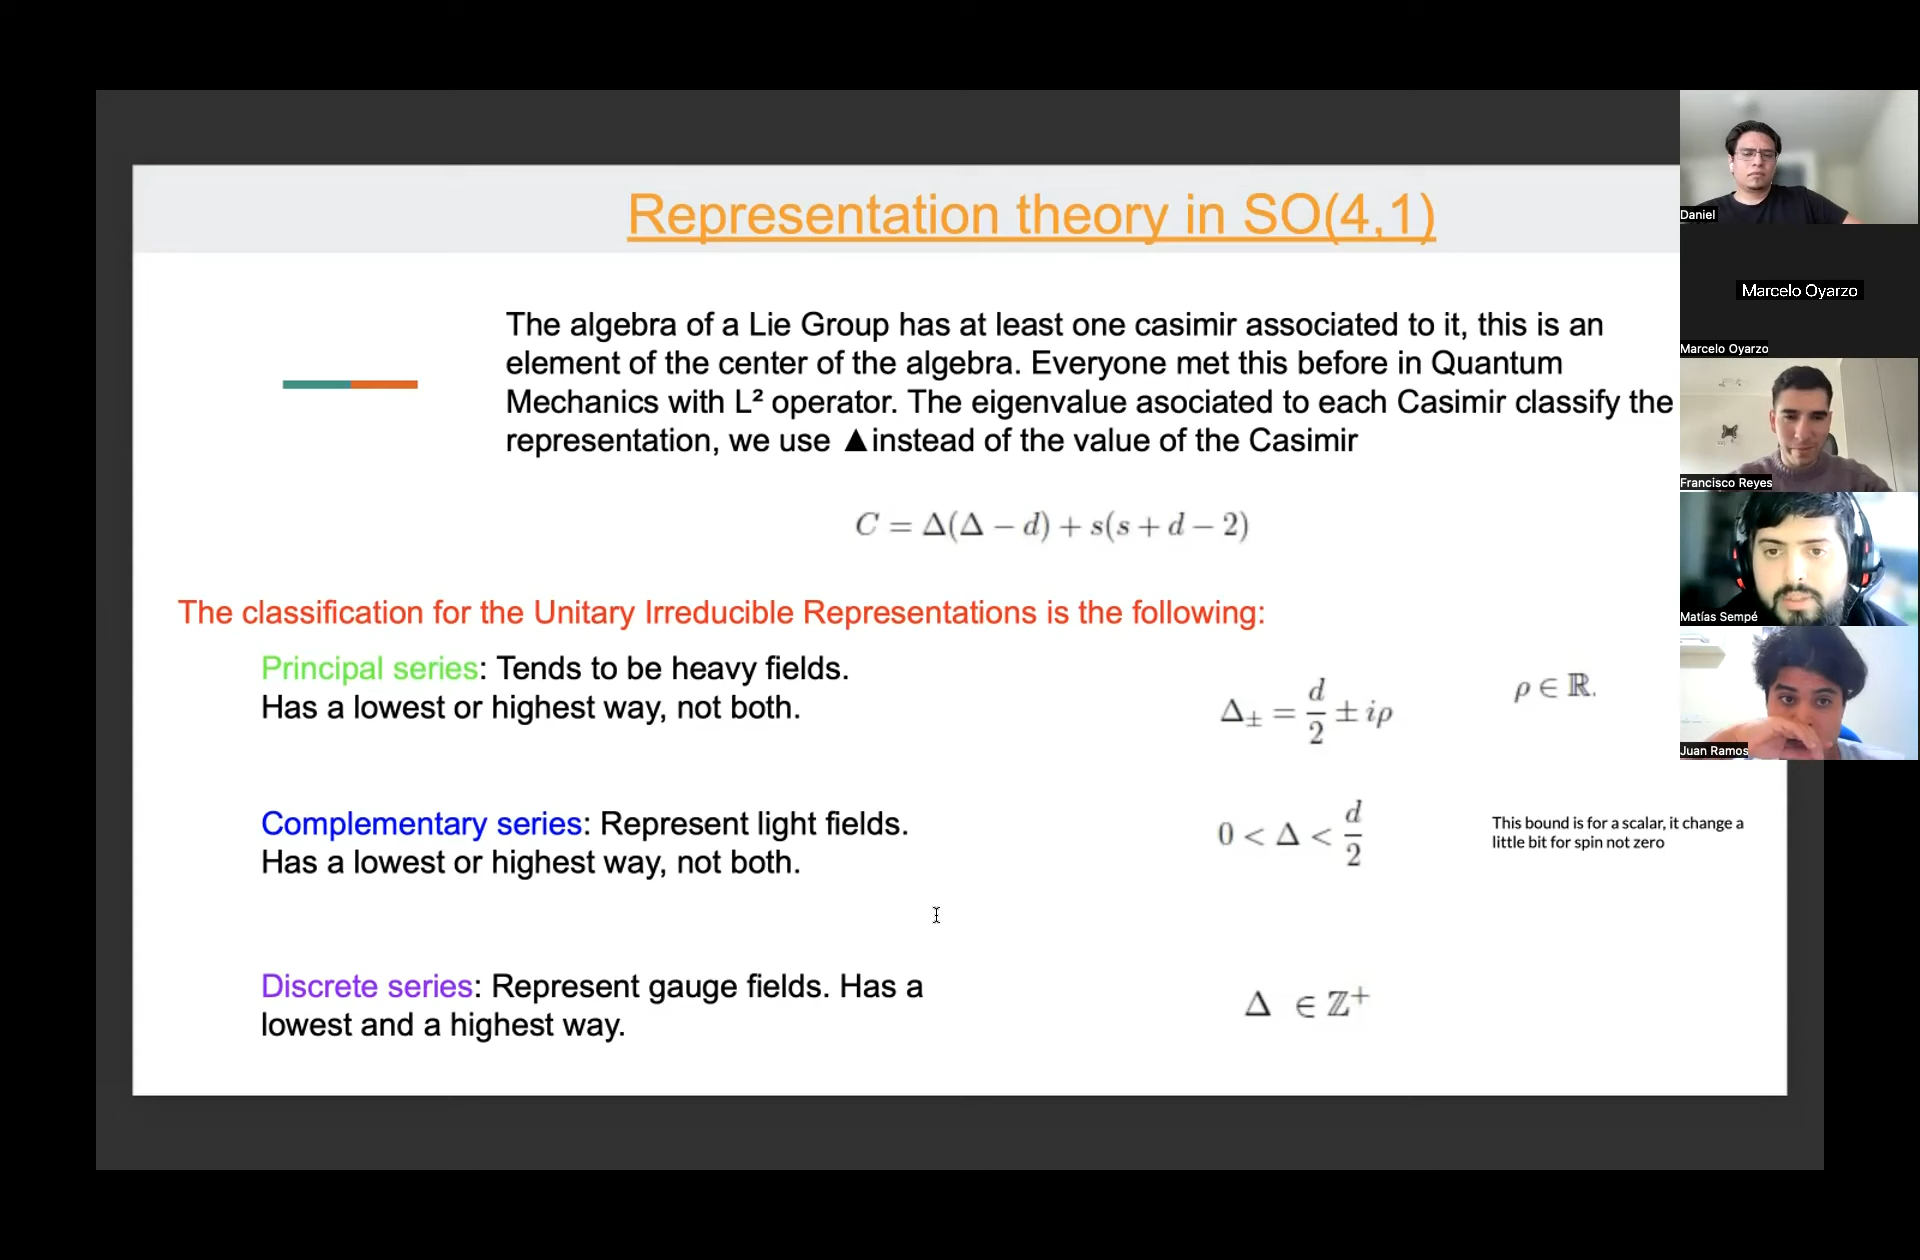 Representation theory in SO(4,1)
The algebra of a Lie Group has at least one casimir associated to it, this is an
element of the center of the algebra. Everyone met this before in Quantum
Mechanics with L² operator. The eigenvalue asociated to each Casimir classify the
representation, we use ▲instead of the value of the Casimir
C = Δ(Δ − d) + s(s + d − 2)
The classification for the Unitary Irreducible Representations is the following:
Principal series: Tends to be heavy fields.
Has a lowest or highest way, not both.
Δ± = d/2 ± iρ
ρ ∈ ℝ.
Complementary series: Represent light fields.
Has a lowest or highest way, not both.
0 < Δ < d/2
This bound is for a scalar, it change a
little bit for spin not zero
Discrete series: Represent gauge fields. Has a
lowest and a highest way.
Δ ∈ ℤ⁺
Daniel
Marcelo Oyarzo
Marcelo Oyarzo
Francisco Reyes
Matías Sempé
Juan Ramos